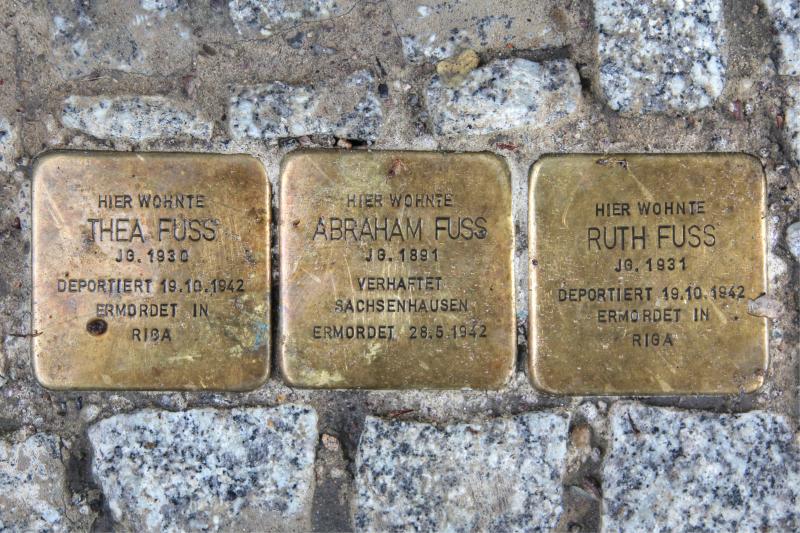 HIER WOHNTE
THEA FUSS
JG. 1930
DEPORTIERT 19.10.1942
ERMORDET IN
RIGA
HIER WOHNTE
ABRAHAM FUSS
JG. 1891
VERHAFTET
SACHSENHAUSEN
ERMORDET 28.5.1942
HIER WOHNTE
RUTH FUSS
JG. 1931
DEPORTIERT 19.10.1942
ERMORDET IN
RIGA